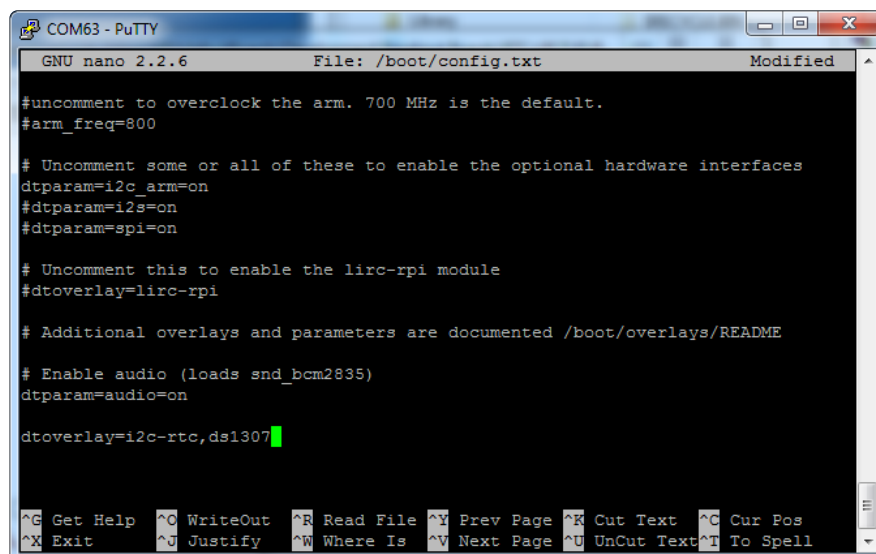 COM63 - PuTTY
GNU nano 2.2.6 File: /boot/config.txt Modified
#uncomment to overclock the arm. 700 MHz is the default.
#arm_freq=800
# Uncomment some or all of these to enable the optional hardware interfaces
dtparam=i2c_arm=on
#dtparam=i2s=on
#dtparam=spi=on
# Uncomment this to enable the lirc-rpi module
#dtoverlay=lirc-rpi
# Additional overlays and parameters are documented /boot/overlays/README
# Enable audio (loads snd_bcm2835)
dtparam=audio=on
dtoverlay=i2c-rtc,ds1307
^G Get Help ^O WriteOut ^R Read File ^Y Prev Page ^K Cut Text ^C Cur Pos
^X Exit ^J Justify ^W Where Is ^V Next Page ^U UnCut Text ^T To Spell